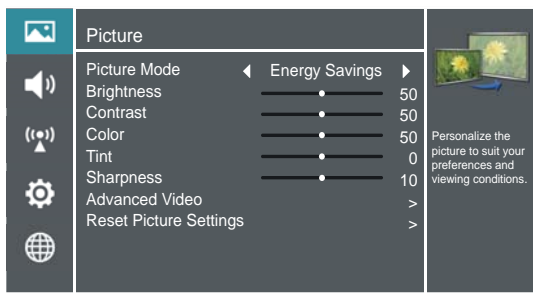 Picture
Picture Mode Energy Savings
Brightness 50
Contrast 50
Color 50
Tint 0
Sharpness 10
Advanced Video >
Reset Picture Settings >
Personalize the
picture to suit your
preferences and
viewing conditions.